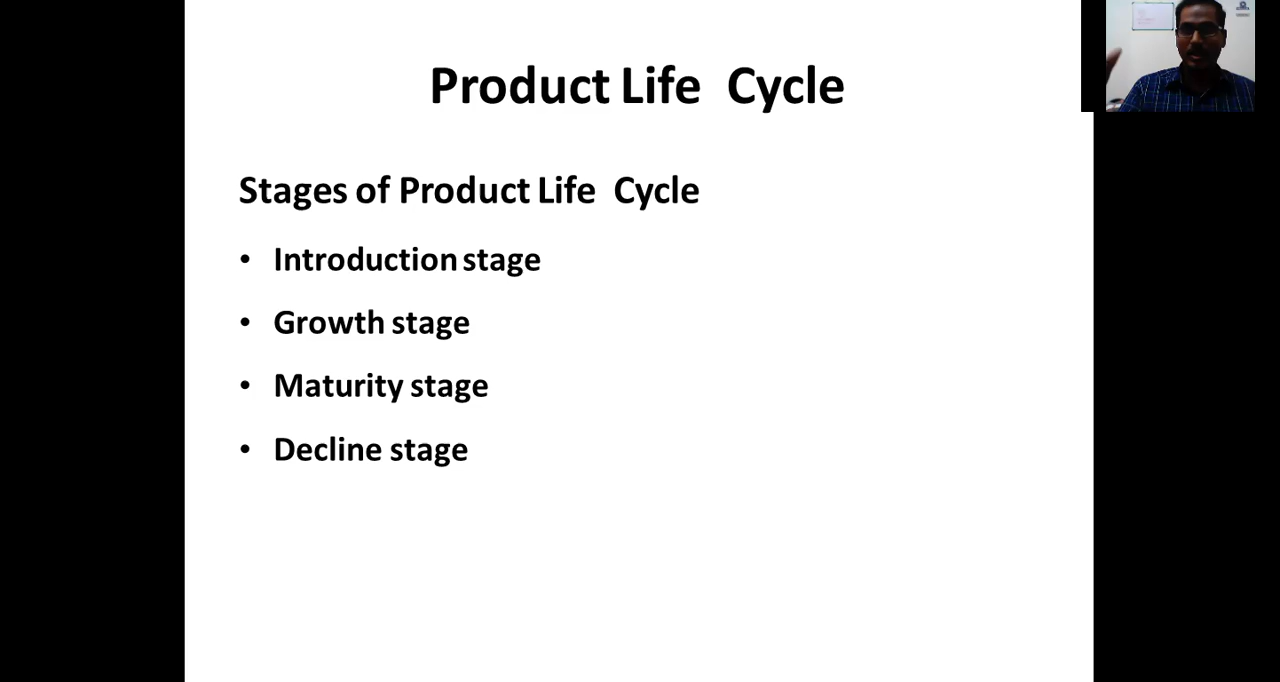 Product Life Cycle
Stages of Product Life Cycle
• Introduction stage
• Growth stage
• Maturity stage
• Decline stage